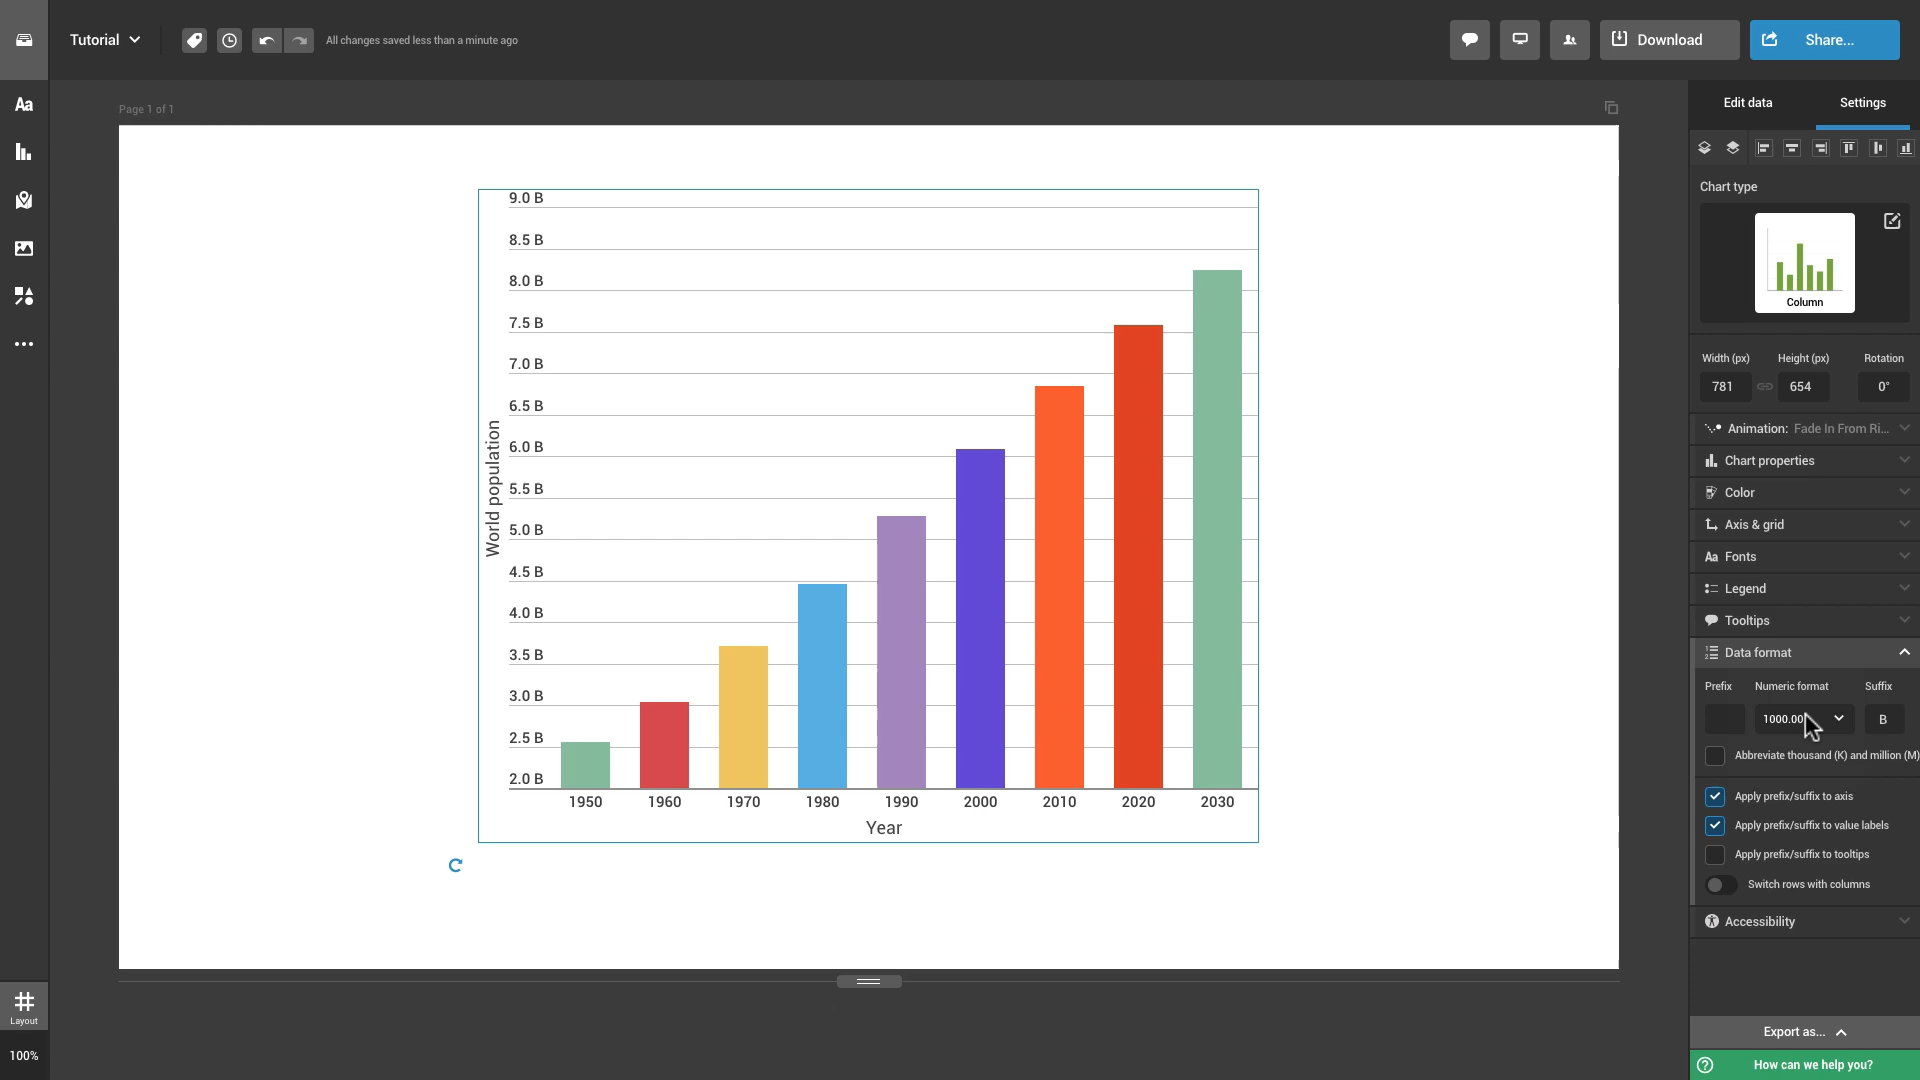 Tutorial
All changes saved less than a minute ago
Download
Share...
Aa
Page 1 of 1
Edit data
Settings
Chart type
Column
Width (px)
Height (px)
Rotation
781
654
0°
Animation: Fade In From Ri...
Chart properties
Color
Axis & grid
Aa Fonts
Legend
Tooltips
Data format
Prefix
Numeric format
Suffix
1000.00
B
Abbreviate thousand (K) and million (M)
Apply prefix/suffix to axis
Apply prefix/suffix to value labels
Apply prefix/suffix to tooltips
Switch rows with columns
Accessibility
Export as...
How can we help you?
9.0 B
8.5 B
8.0 B
7.5 B
7.0 B
6.5 B
6.0 B
5.5 B
5.0 B
4.5 B
4.0 B
3.5 B
3.0 B
2.5 B
2.0 B
World population
1950 1960 1970 1980 1990 2000 2010 2020 2030
Year
Layout
100%